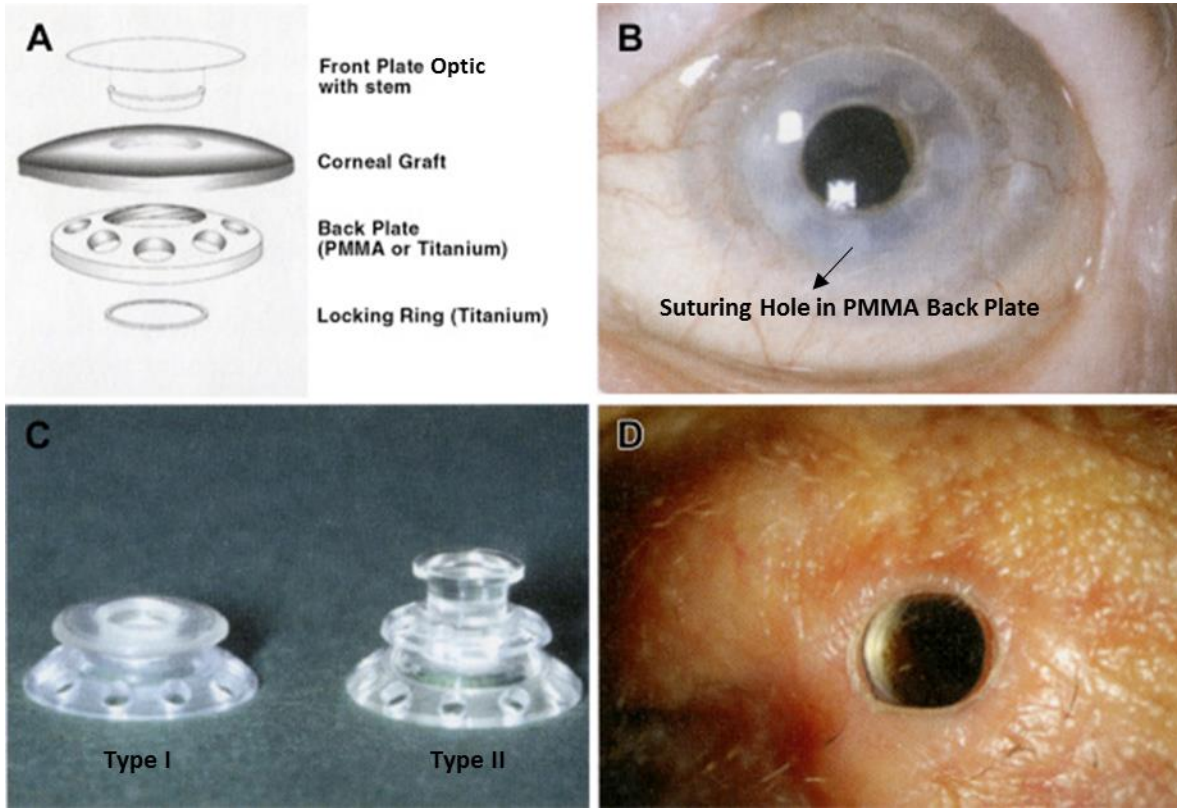 A
Front Plate Optic
with stem
Corneal Graft
Back Plate
(PMMA or Titanium)
Locking Ring (Titanium)
B
Suturing Hole in PMMA Back Plate
C
Type I
Type II
D